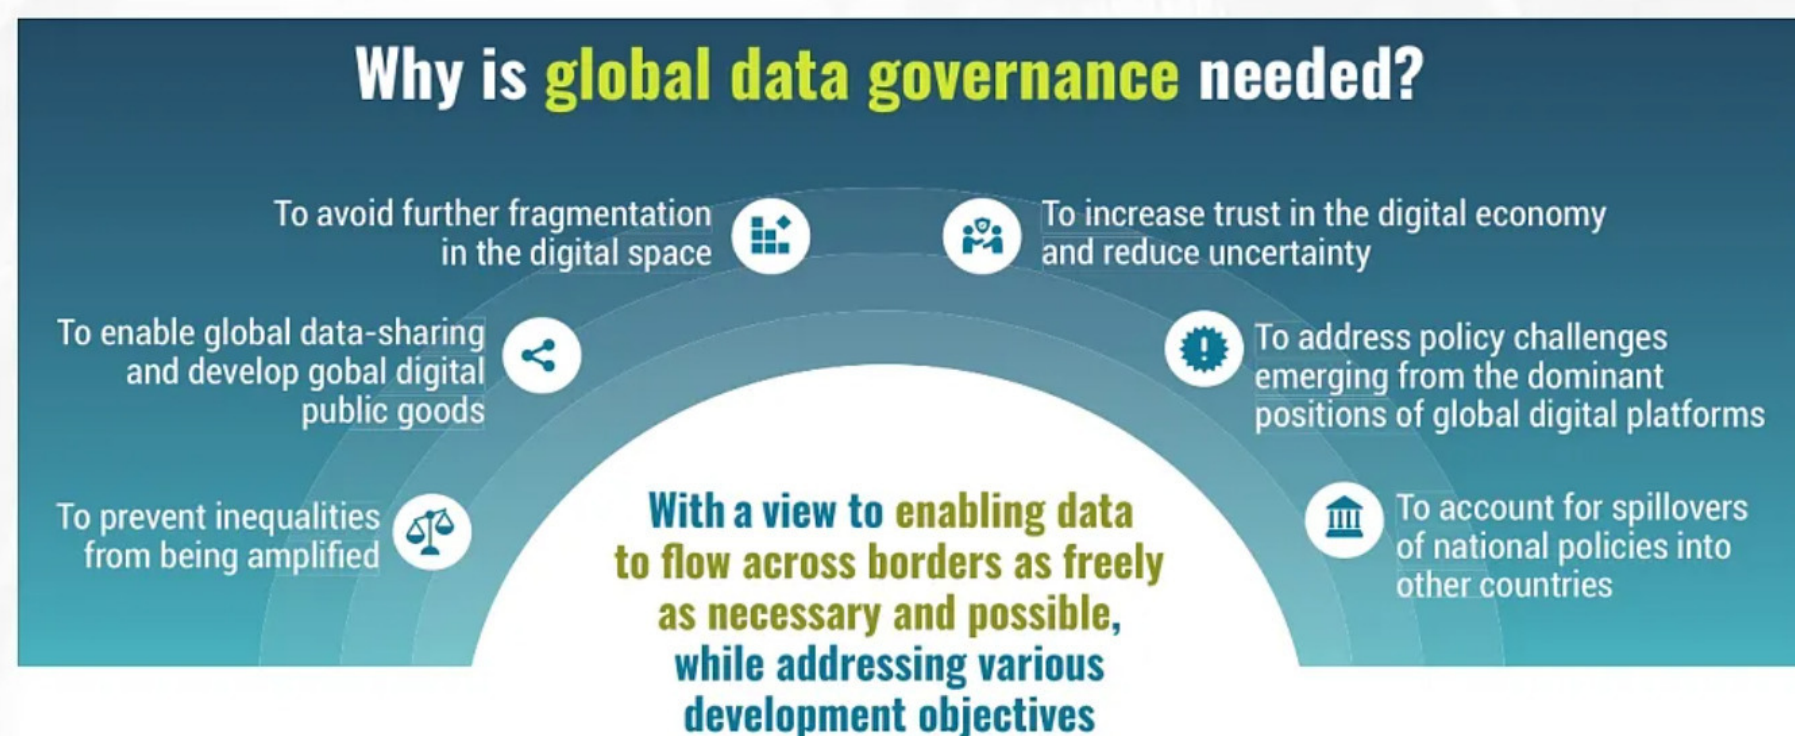 Why is global data governance needed?
To avoid further fragmentation
in the digital space
To increase trust in the digital economy
and reduce uncertainty
To enable global data-sharing
and develop gobal digital
public goods
To address policy challenges
emerging from the dominant
positions of global digital platforms
To prevent inequalities
from being amplified
To account for spillovers
of national policies into
other countries
With a view to enabling data
to flow across borders as freely
as necessary and possible,
while addressing various
development objectives